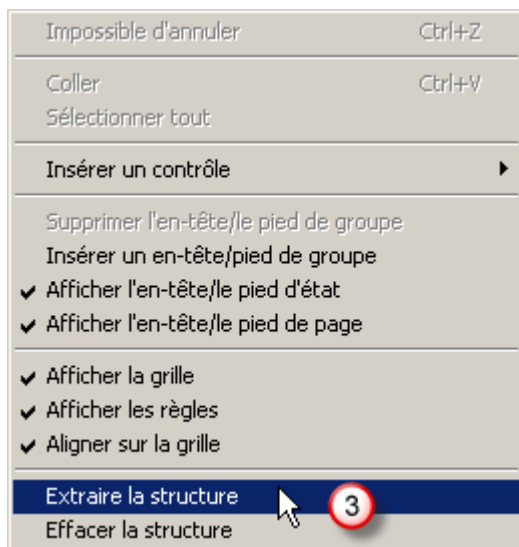 Impossible d'annuler Ctrl+Z
Coller Ctrl+V
Sélectionner tout
Insérer un contrôle
Supprimer l'en-tête/le pied de groupe
Insérer un en-tête/pied de groupe
Afficher l'en-tête/le pied d'état
Afficher l'en-tête/le pied de page
Afficher la grille
Afficher les règles
Aligner sur la grille
Extraire la structure 3
Effacer la structure